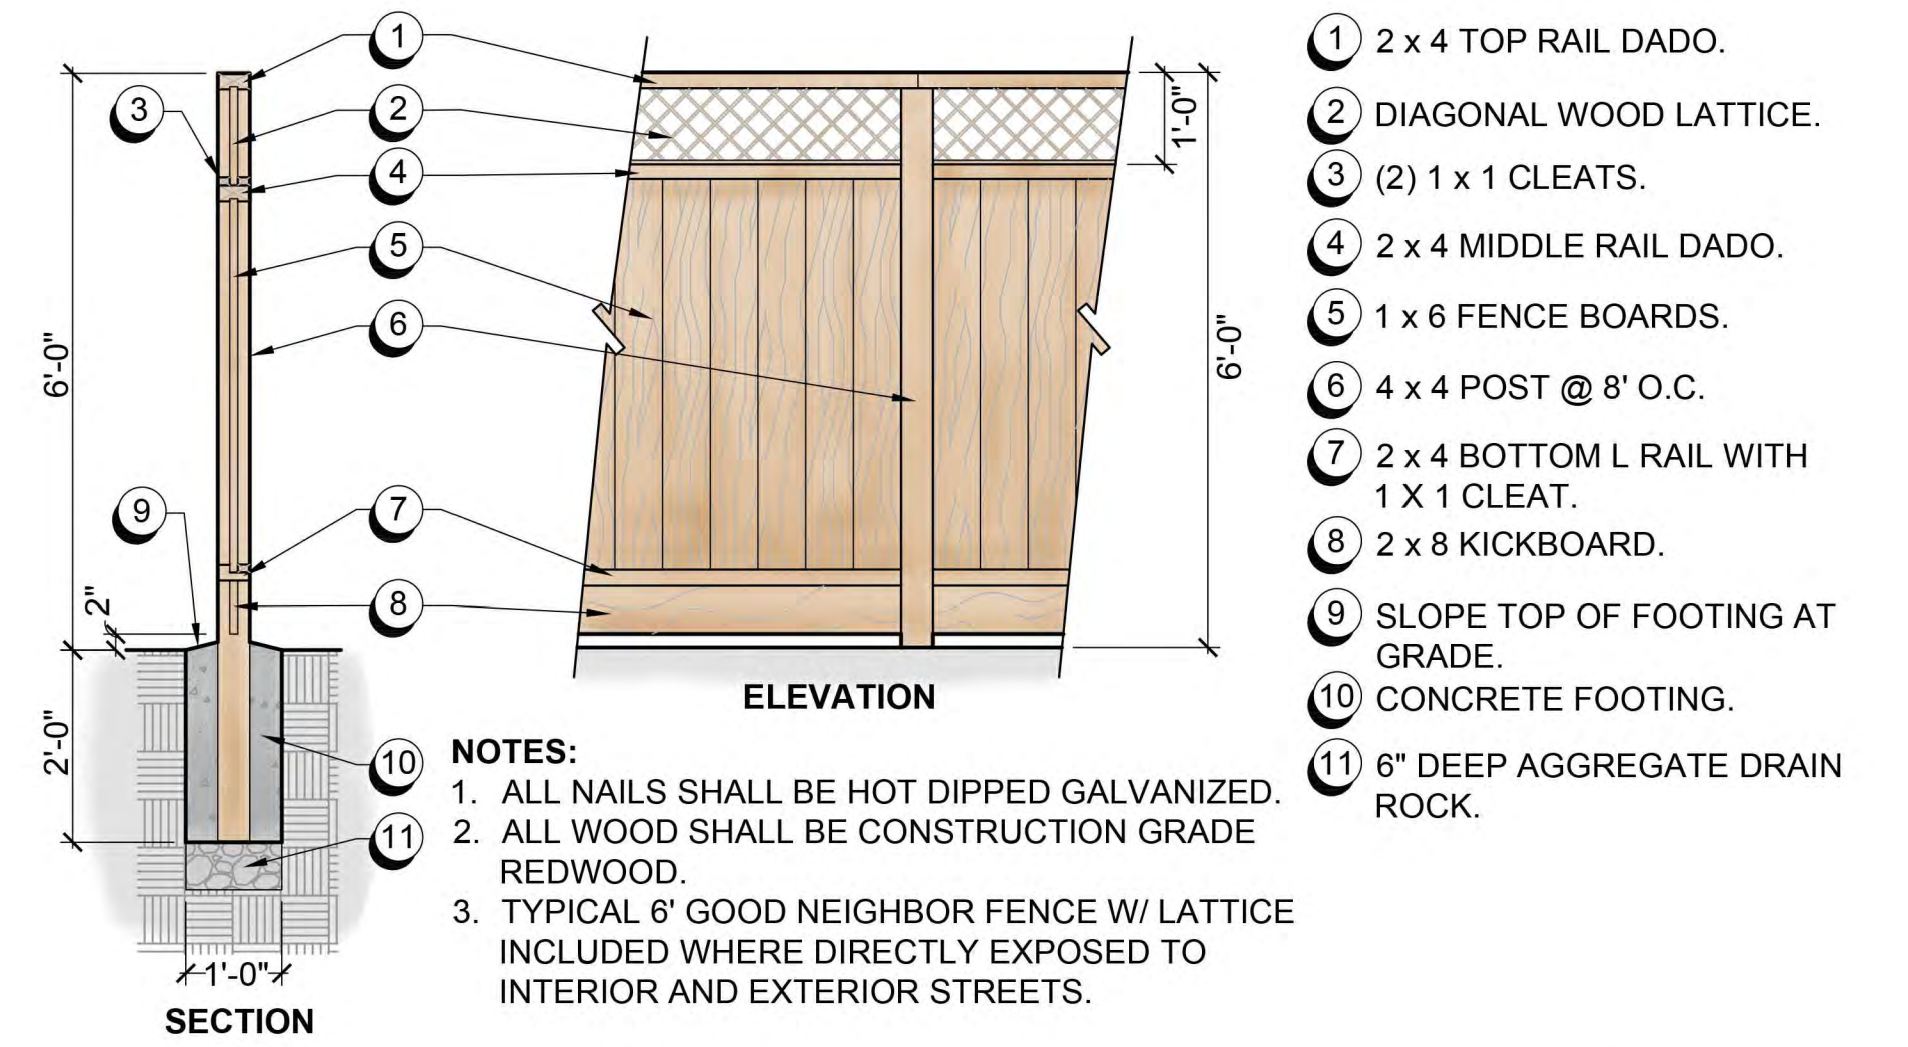 1
2
3
4
5
6
7
8
9
10
11
6'-0"
2"
2'-0"
1'-0"
SECTION
1'-0"
6'-0"
ELEVATION
NOTES:
1. ALL NAILS SHALL BE HOT DIPPED GALVANIZED.
2. ALL WOOD SHALL BE CONSTRUCTION GRADE
REDWOOD.
3. TYPICAL 6' GOOD NEIGHBOR FENCE W/ LATTICE
INCLUDED WHERE DIRECTLY EXPOSED TO
INTERIOR AND EXTERIOR STREETS.
1 2 x 4 TOP RAIL DADO.
2 DIAGONAL WOOD LATTICE.
3 (2) 1 x 1 CLEATS.
4 2 x 4 MIDDLE RAIL DADO.
5 1 x 6 FENCE BOARDS.
6 4 x 4 POST @ 8' O.C.
7 2 x 4 BOTTOM L RAIL WITH
1 X 1 CLEAT.
8 2 x 8 KICKBOARD.
9 SLOPE TOP OF FOOTING AT
GRADE.
10 CONCRETE FOOTING.
11 6" DEEP AGGREGATE DRAIN
ROCK.